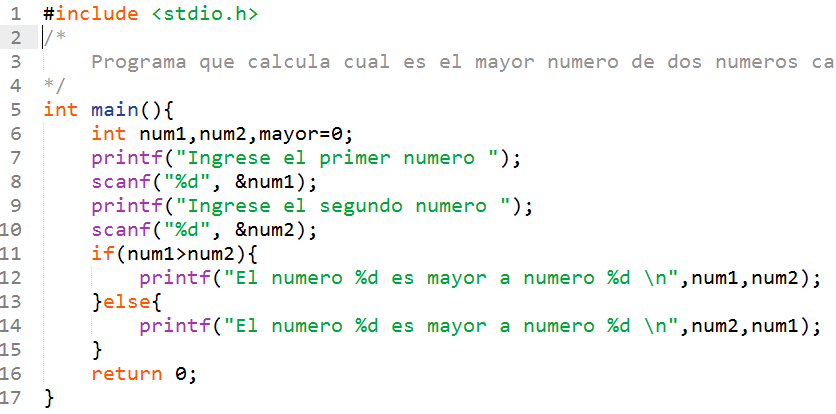 1 #include <stdio.h>
2 /*
3     Programa que calcula cual es el mayor numero de dos numeros ca
4 */
5 int main(){
6     int num1,num2,mayor=0;
7     printf("Ingrese el primer numero ");
8     scanf("%d", &num1);
9     printf("Ingrese el segundo numero ");
10     scanf("%d", &num2);
11     if(num1>num2){
12         printf("El numero %d es mayor a numero %d \n",num1,num2);
13     }else{
14         printf("El numero %d es mayor a numero %d \n",num2,num1);
15     }
16     return 0;
17 }